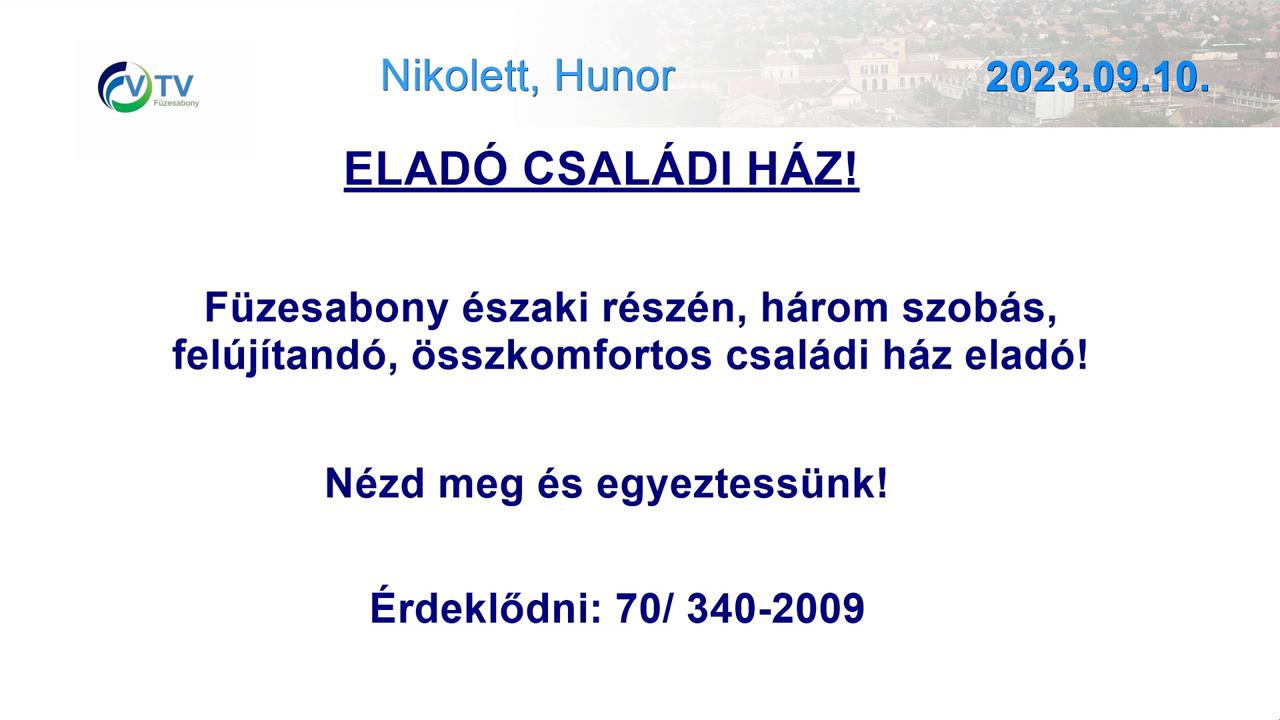 VTV
Füzesabony
Nikolett, Hunor
2023.09.10.
ELADÓ CSALÁDI HÁZ!
Füzesabony északi részén, három szobás,
felújítandó, összkomfortos családi ház eladó!
Nézd meg és egyeztessünk!
Érdeklődni: 70/ 340-2009